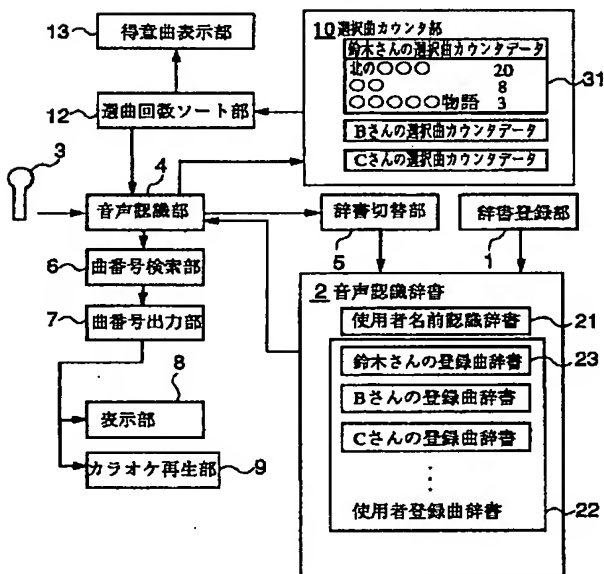 13
得意曲表示部
12
選曲回数ソート部
10 選択曲カウンタ部
鈴木さんの選択曲カウンタデータ
北の○○○ 20
○○ 8
○○○○○物語 3
31
Bさんの選択曲カウンタデータ
Cさんの選択曲カウンタデータ
3
4
音声認識部
辞書切替部
5
辞書登録部
1
6
曲番号検索部
7
曲番号出力部
8
表示部
カラオケ再生部
9
2 音声認識辞書
使用者名前認識辞書
21
鈴木さんの登録曲辞書
23
Bさんの登録曲辞書
Cさんの登録曲辞書
⋮
使用者登録曲辞書
22